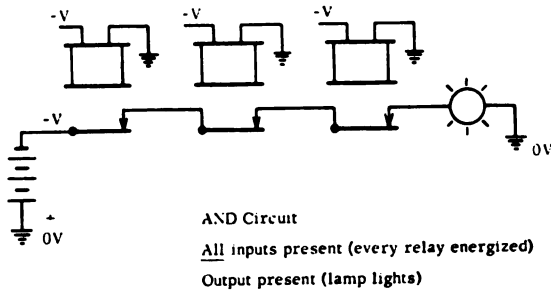 -V -V -V
-V
0V
+
0V
AND Circuit
All inputs present (every relay energized)
Output present (lamp lights)